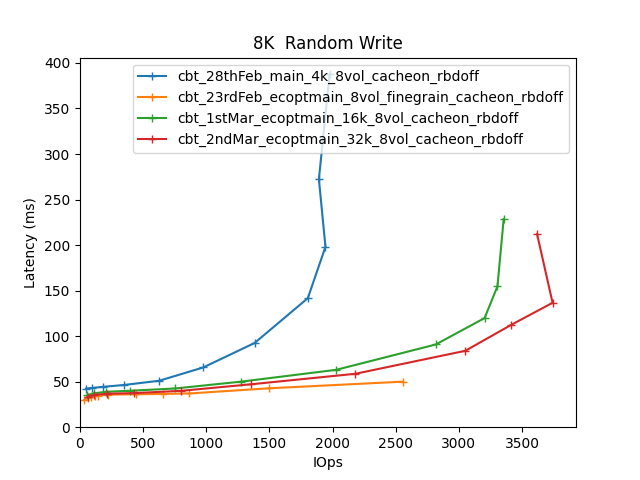 8K  Random Write
cbt_28thFeb_main_4k_8vol_cacheon_rbdoff
cbt_23rdFeb_ecoptmain_8vol_finegrain_cacheon_rbdoff
cbt_1stMar_ecoptmain_16k_8vol_cacheon_rbdoff
cbt_2ndMar_ecoptmain_32k_8vol_cacheon_rbdoff
Latency (ms)
400
350
300
250
200
150
100
50
0
0 500 1000 1500 2000 2500 3000 3500
IOps